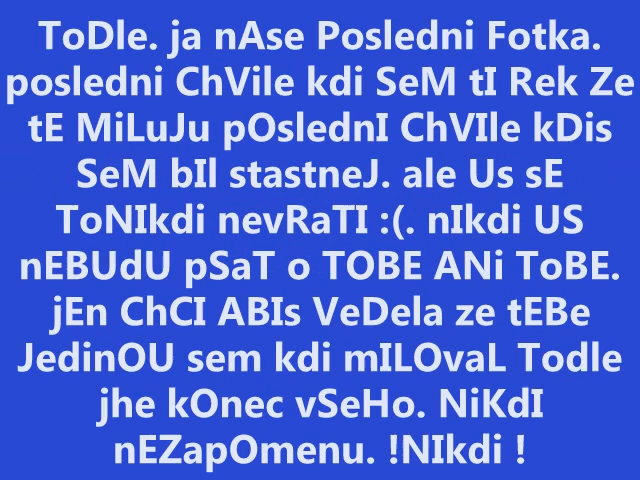 ToDle. ja nAse Posledni Fotka.
posledni ChVile kdi SeM tI Rek Ze
tE MiLuJu pOslednI ChVIle kDis
SeM bIl stastneJ. ale Us sE
ToNIkdi nevRaTI :(. nIkdi US
nEBUdU pSaT o TOBE ANi ToBE.
jEn ChCI ABIs VeDela ze tEBe
JedinOU sem kdi mILOvaL Todle
jhe kOnec vSeHo. NiKdI
nEZapOmenu. !NIkdi !